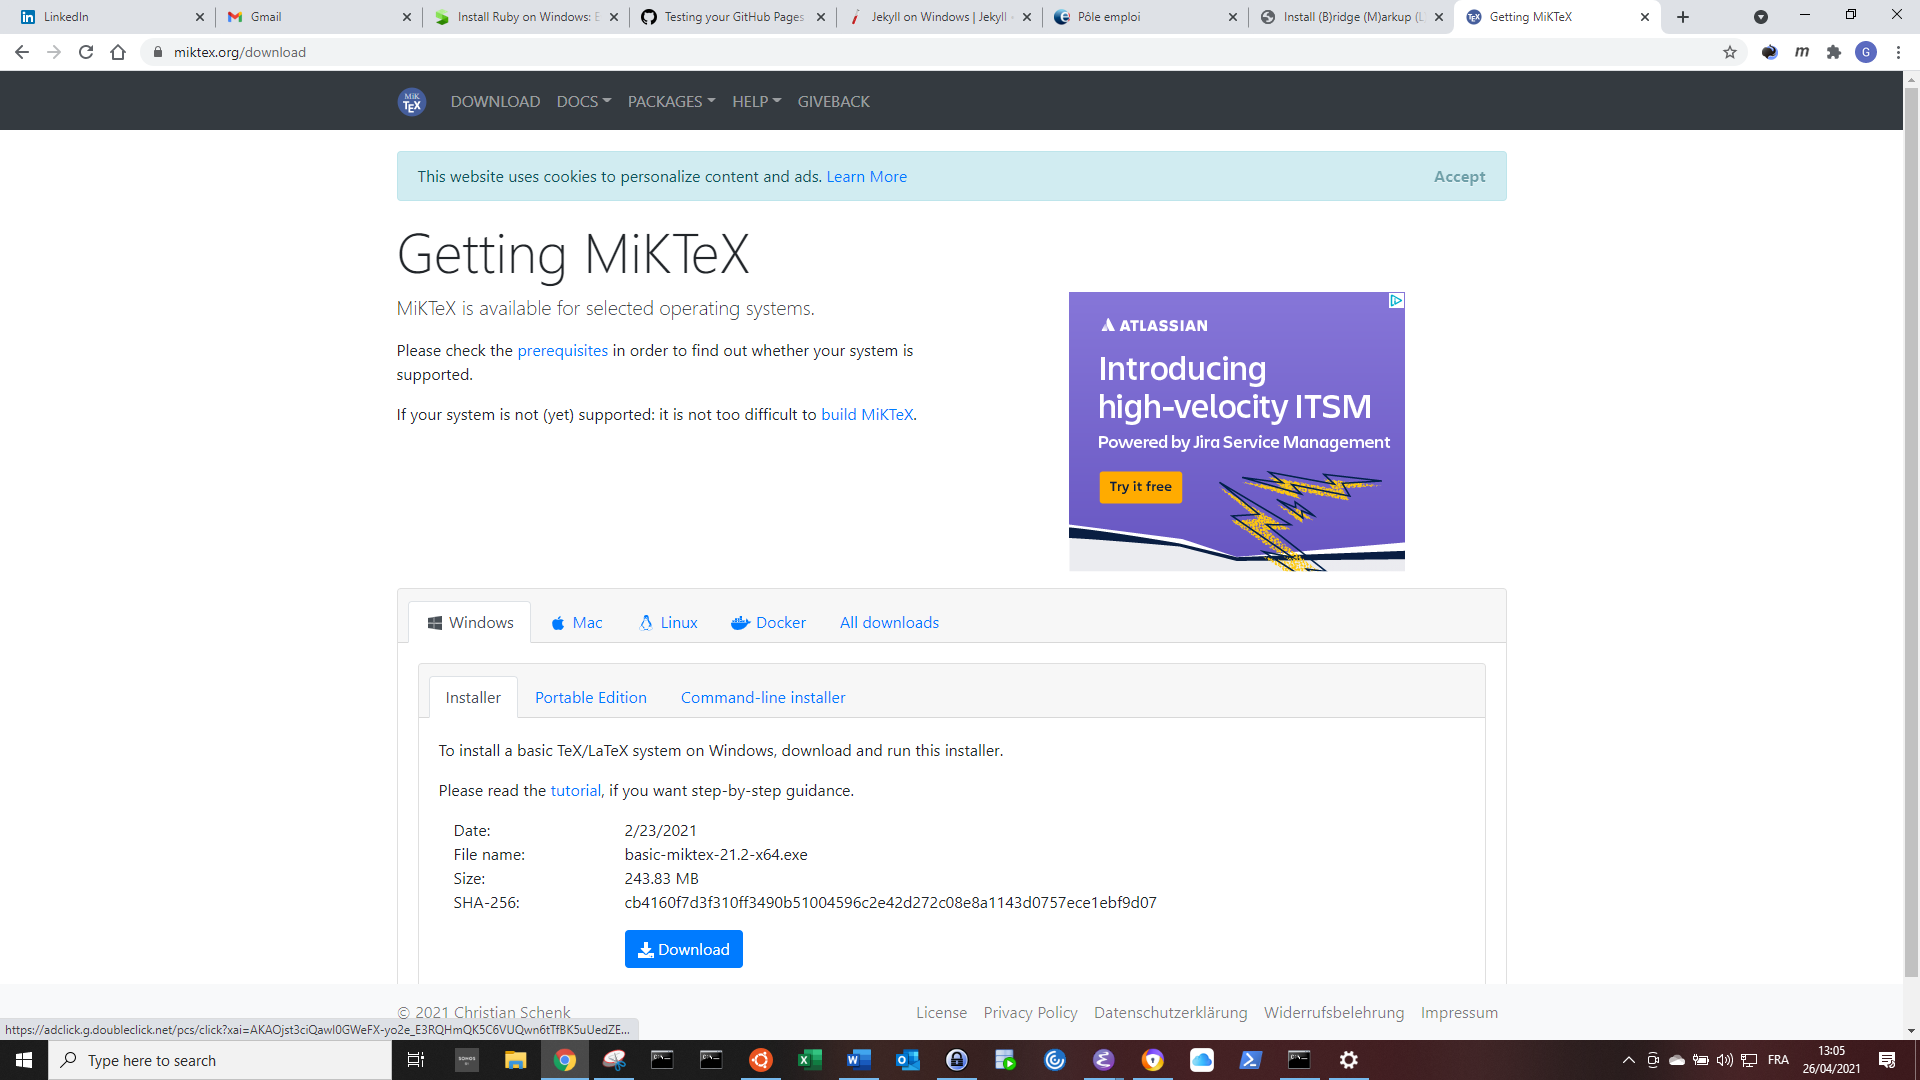 LinkedIn
Gmail
Install Ruby on Windows: E
Testing your GitHub Pages
Jekyll on Windows | Jekyll
Pôle emploi
Install (B)ridge (M)arkup (L
Getting MiKTeX
miktex.org/download
G
MiK
TEX
DOWNLOAD DOCS PACKAGES HELP GIVEBACK
This website uses cookies to personalize content and ads. Learn More
Accept
Getting MiKTeX
MiKTeX is available for selected operating systems.
Please check the prerequisites in order to find out whether your system is
supported.
If your system is not (yet) supported: it is not too difficult to build MiKTeX.
ATLASSIAN
Introducing
high-velocity ITSM
Powered by Jira Service Management
Try it free
Windows Mac Linux Docker All downloads
Installer Portable Edition Command-line installer
To install a basic TeX/LaTeX system on Windows, download and run this installer.
Please read the tutorial, if you want step-by-step guidance.
Date: 2/23/2021
File name: basic-miktex-21.2-x64.exe
Size: 243.83 MB
SHA-256: cb4160f7d3f310ff3490b51004596c2e42d272c08e8a1143d0757ece1ebf9d07
Download
© 2021 Christian Schenk
License Privacy Policy Datenschutzerklärung Widerrufsbelehrung Impressum
https://adclick.g.doubleclick.net/pcs/click?xai=AKAOjst3ciQawl0GWeFX-yo2e_E3RQHmQK5C6VUQwn6tTfBK5uUedZE...
Type here to search
SONOS
FRA
13:05
26/04/2021